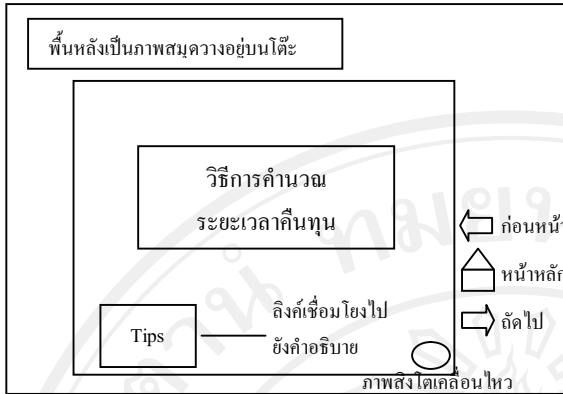 พื้นหลังเป็นภาพสมุดวางอยู่บนโต๊ะ
วิธีการคำนวณ
ระยะเวลาคืนทุน
ก่อนหน้า
หน้าหลัก
ลิงค์เชื่อมโยงไป
ยังคำอธิบาย
Tips
ถัดไป
ภาพสิงโตเคลื่อนไหว